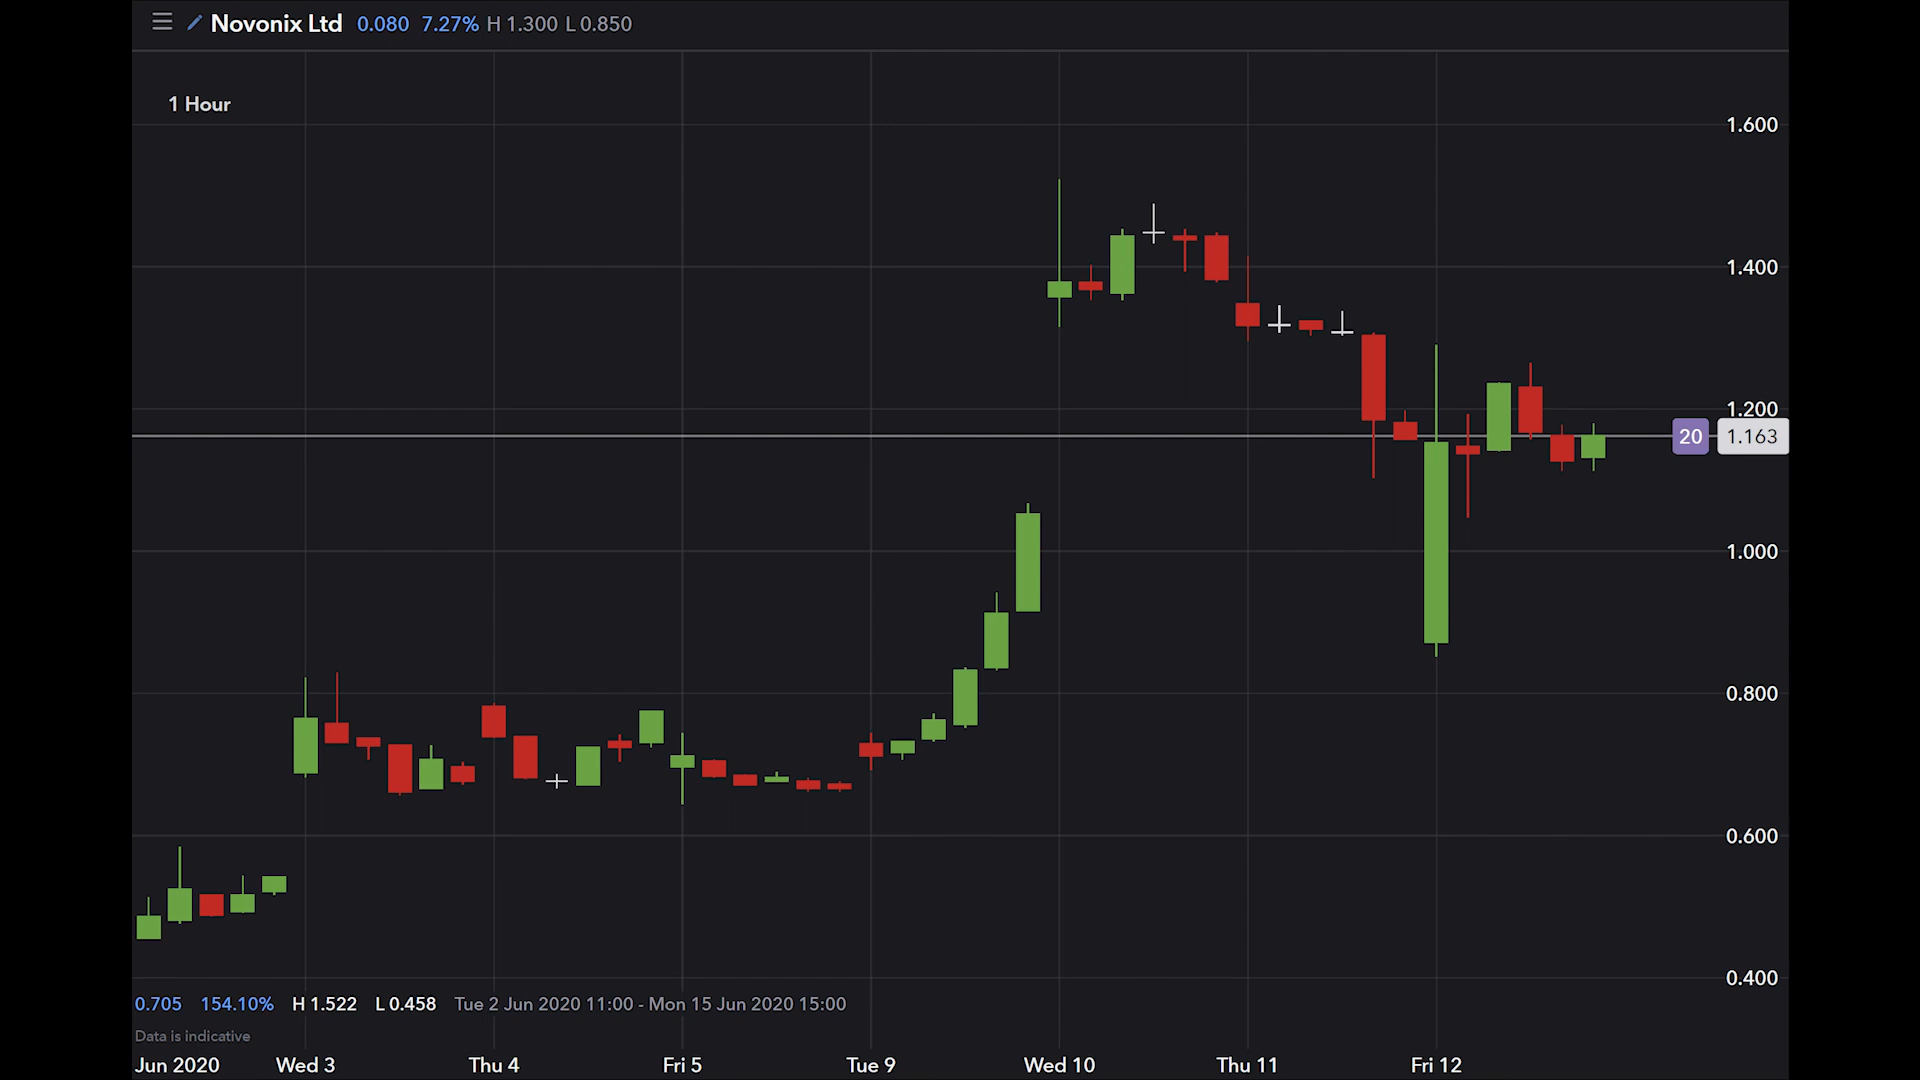 Novonix Ltd 0.080 7.27% H 1.300 L 0.850
1 Hour
1.600
1.400
1.200
20 1.163
1.000
0.800
0.600
0.400
0.705 154.10% H 1.522 L 0.458 Tue 2 Jun 2020 11:00 - Mon 15 Jun 2020 15:00
Data is indicative
Jun 2020 Wed 3 Thu 4 Fri 5 Tue 9 Wed 10 Thu 11 Fri 12